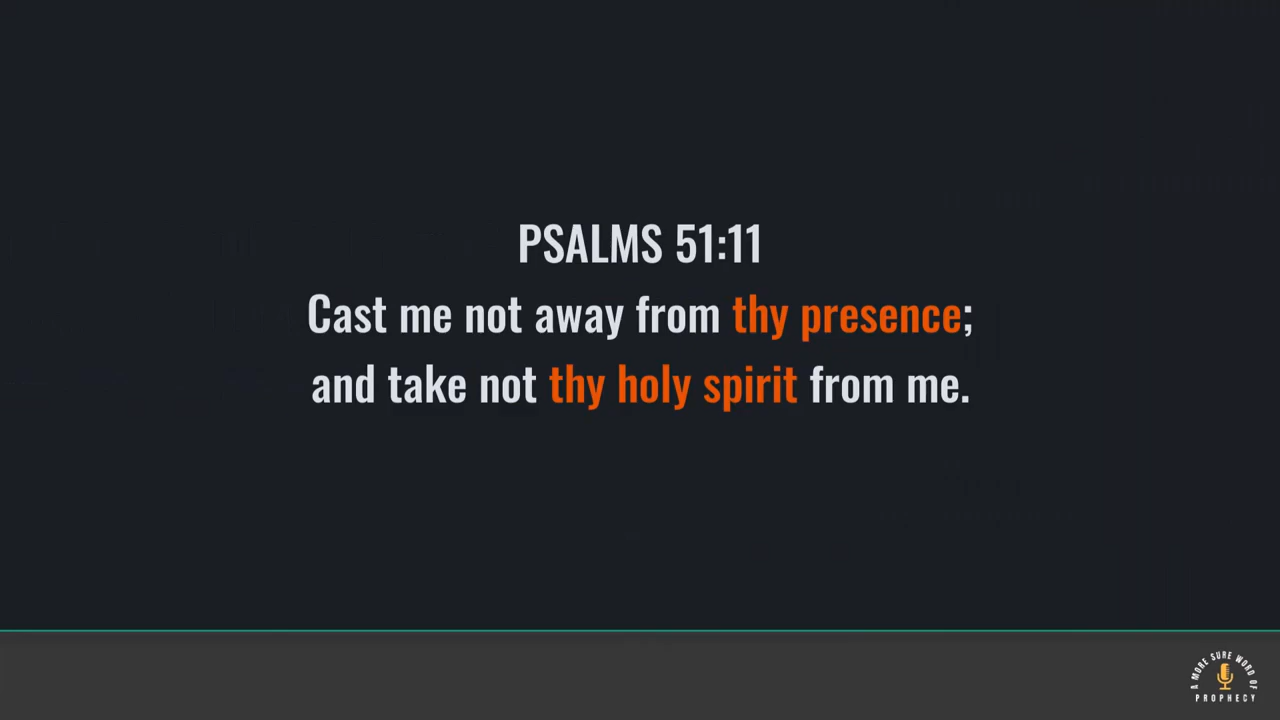 PSALMS 51:11
Cast me not away from thy presence;
and take not thy holy spirit from me.
A MORE SURE WORD OF
PROPHECY